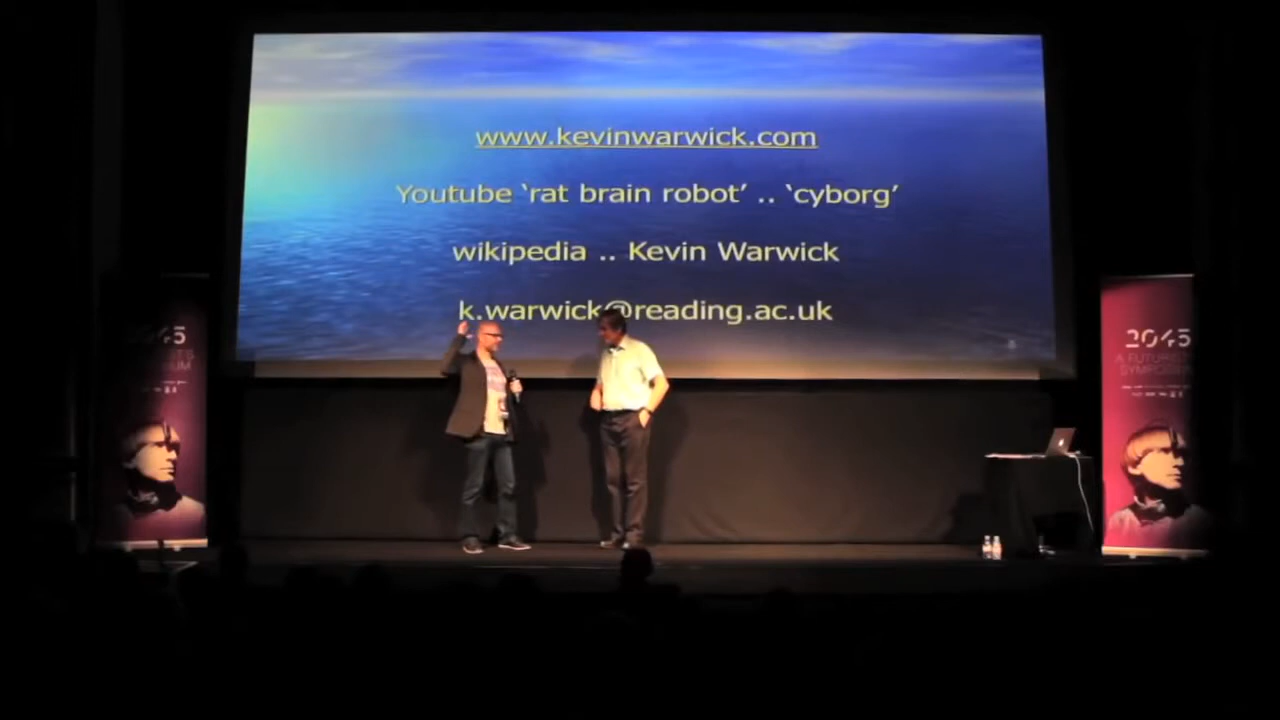 www.kevinwarwick.com
Youtube ‘rat brain robot’ .. ‘cyborg’
wikipedia .. Kevin Warwick
k.warwick@reading.ac.uk
2045
2045
A FUTURIST'S
SYMPOSIUM